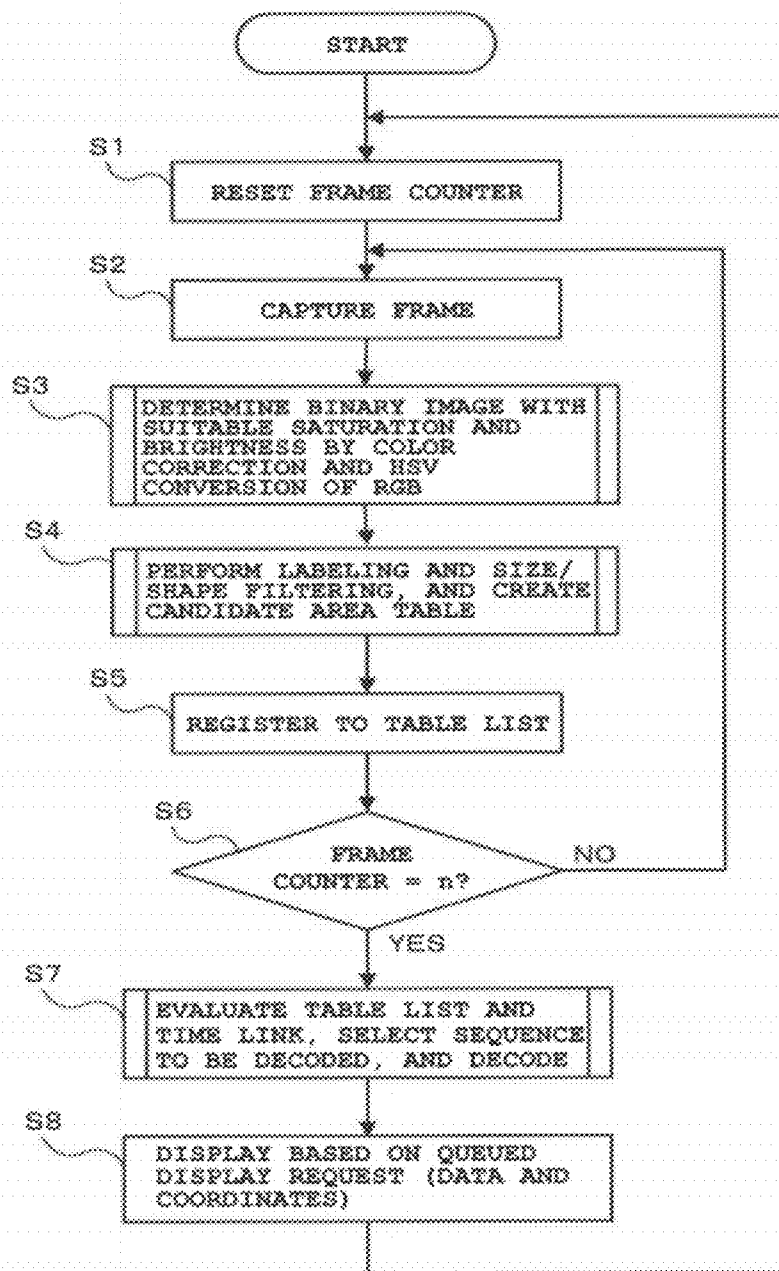 START
S1
RESET FRAME COUNTER
S2
CAPTURE FRAME
S3
DETERMINE BINARY IMAGE WITH
SUITABLE SATURATION AND
BRIGHTNESS BY COLOR
CORRECTION AND HSV
CONVERSION OF RGB
S4
PERFORM LABELING AND SIZE/
SHAPE FILTERING, AND CREATE
CANDIDATE AREA TABLE
S5
REGISTER TO TABLE LIST
S6
FRAME
COUNTER = n?
NO
YES
S7
EVALUATE TABLE LIST AND
TIME LINK, SELECT SEQUENCE
TO BE DECODED, AND DECODE
S8
DISPLAY BASED ON QUEUED
DISPLAY REQUEST (DATA AND
COORDINATES)